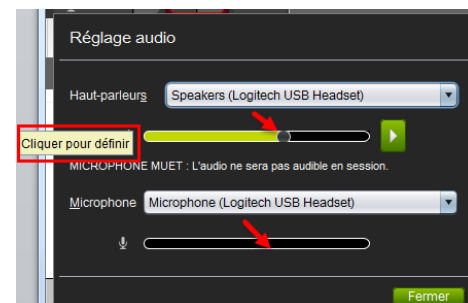 Réglage audio
Haut-parleurs Speakers (Logitech USB Headset)
Cliquer pour définir
MICROPHONE MUET : L'audio ne sera pas audible en session.
Microphone Microphone (Logitech USB Headset)
Fermer